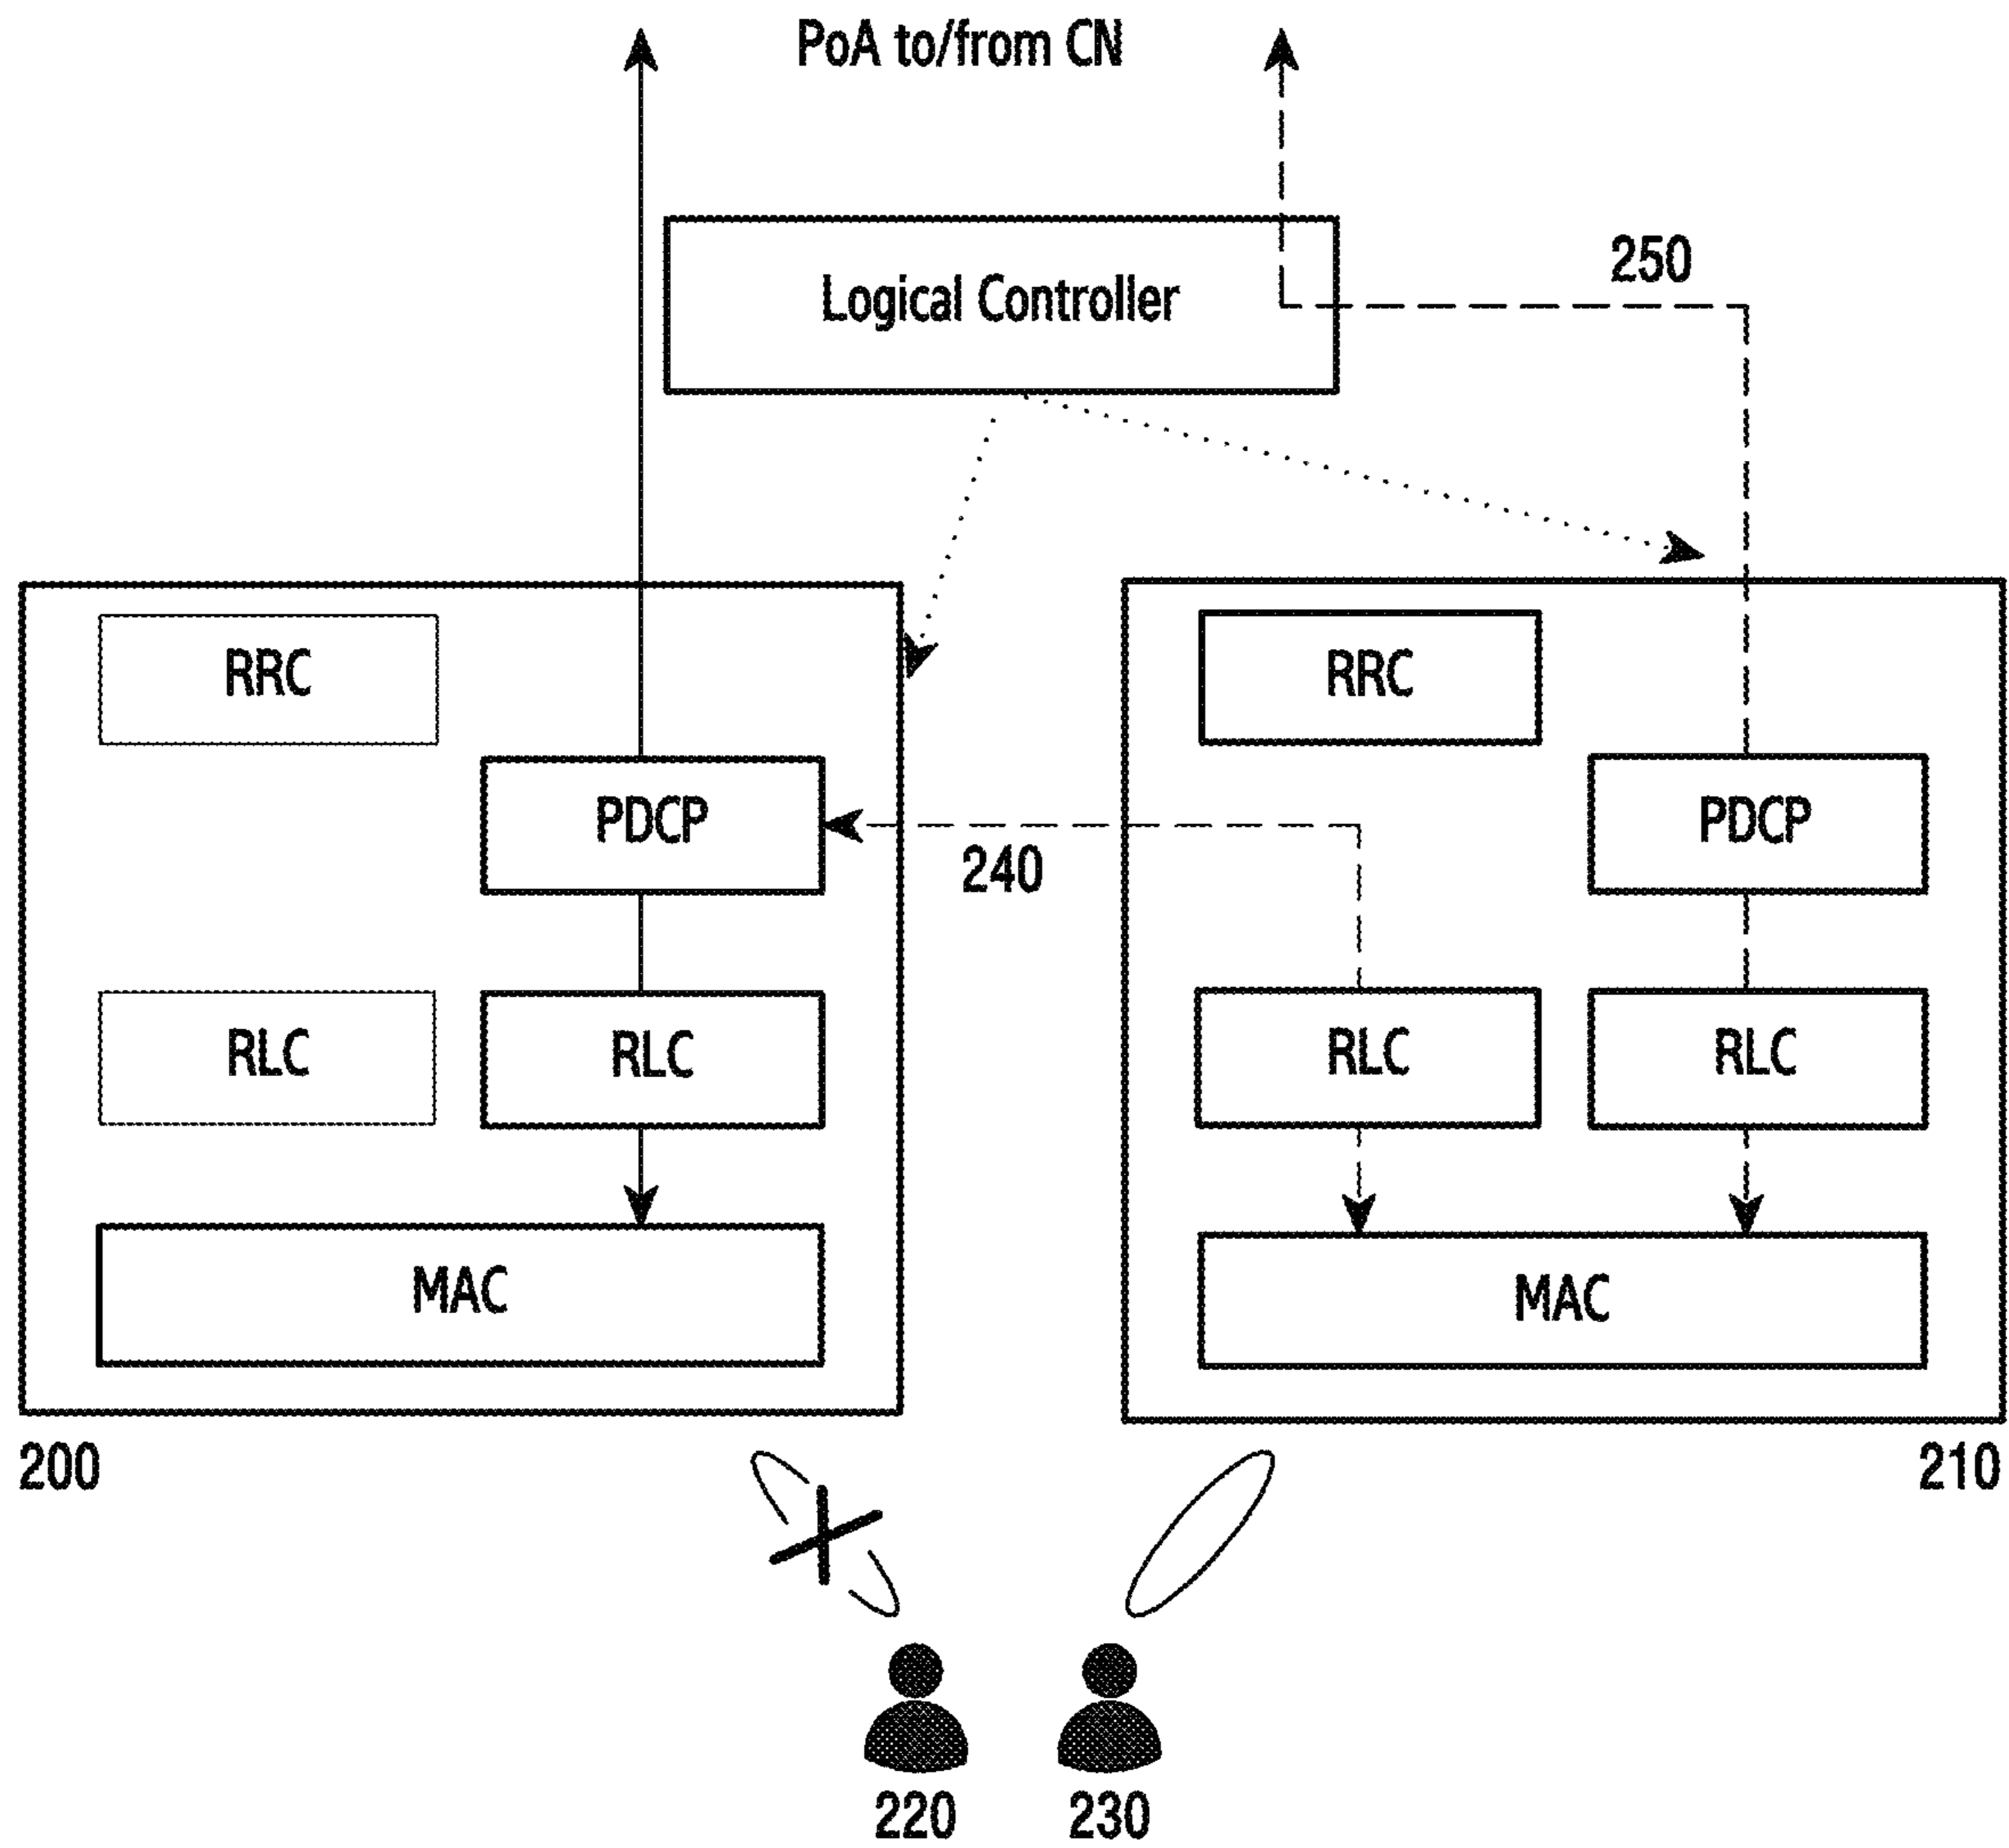 PoA to/from CN
250
Logical Controller
RRC
RRC
PDCP
PDCP
240
RLC
RLC
RLC
RLC
MAC
MAC
200
210
220
230